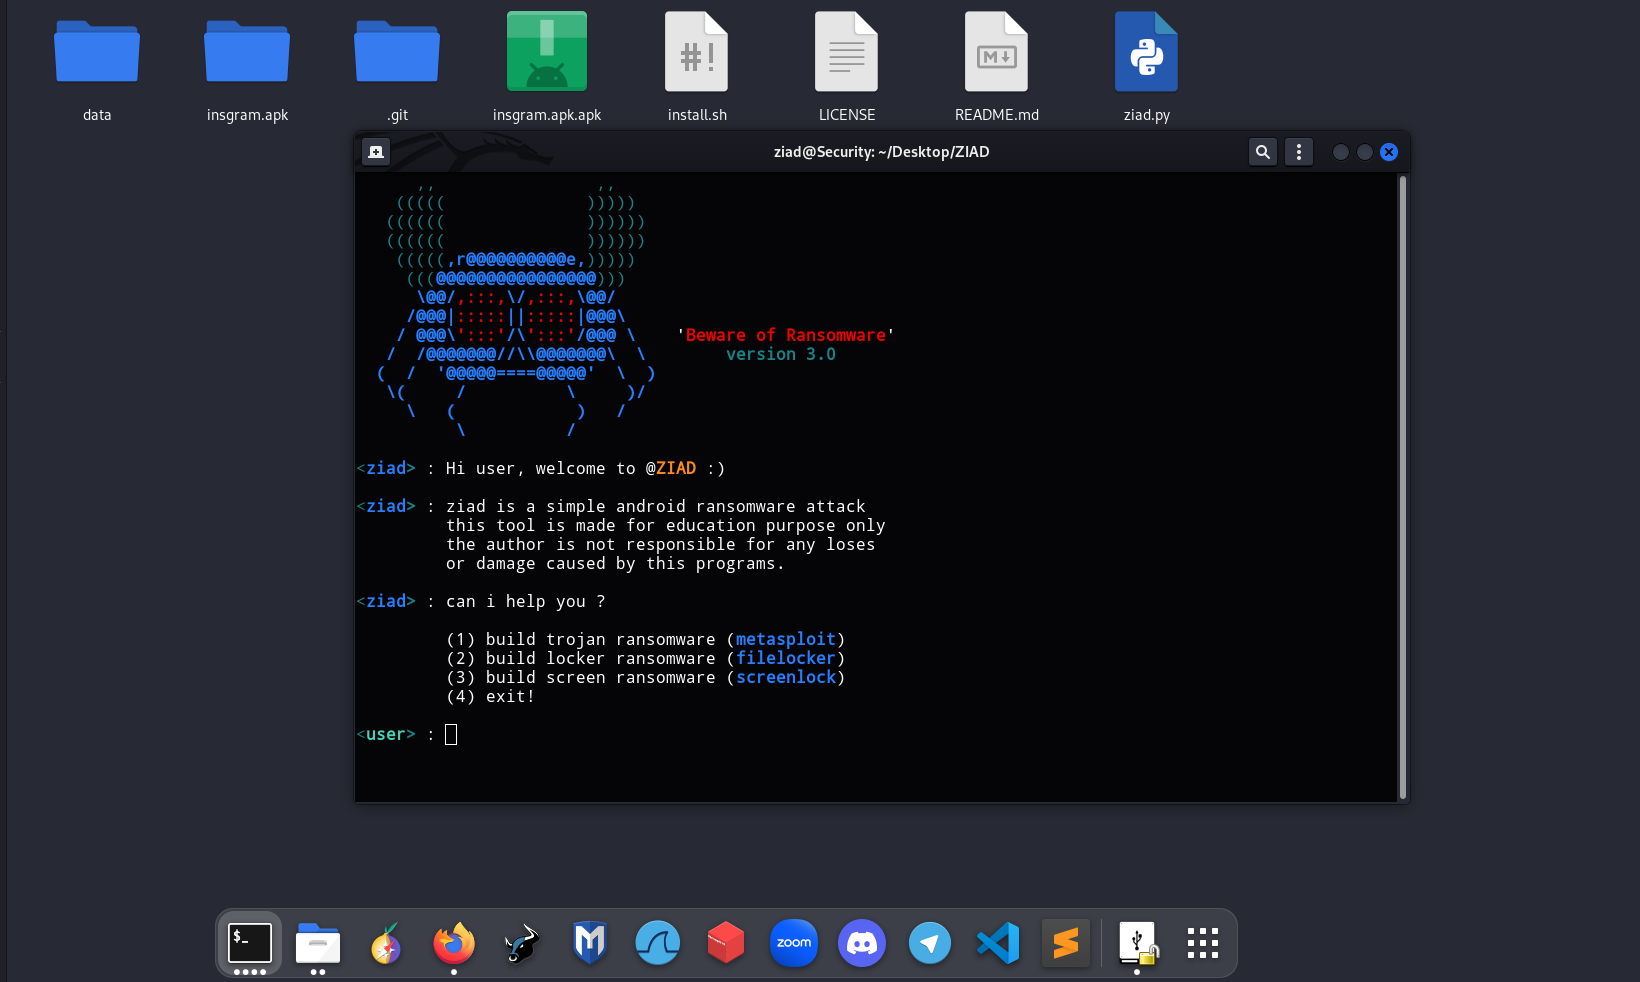 data
insgram.apk
.git
insgram.apk.apk
#!
install.sh
LICENSE
M
README.md
ziad.py
ziad@Security: ~/Desktop/ZIAD
,, ,,
((((( )))))
(((((( ))))))
(((((( ))))))
(((((,r@@@@@@@@@@e,)))))
(((@@@@@@@@@@@@@@@@)))
\@@/,:::,\/,:::,\@@/
/@@@|:::::||:::::|@@@\
/ @@@\':::'/\':::'/@@@ \ 'Beware of Ransomware'
/ /@@@@@@@//\\@@@@@@@\ \ version 3.0
( / '@@@@@====@@@@@' \ )
\( / \ )/
\ ( ) /
\ /
<ziad> : Hi user, welcome to @ZIAD :)
<ziad> : ziad is a simple android ransomware attack
this tool is made for education purpose only
the author is not responsible for any loses
or damage caused by this programs.
<ziad> : can i help you ?
(1) build trojan ransomware (metasploit)
(2) build locker ransomware (filelocker)
(3) build screen ransomware (screenlock)
(4) exit!
<user> :
$_
M
zoom